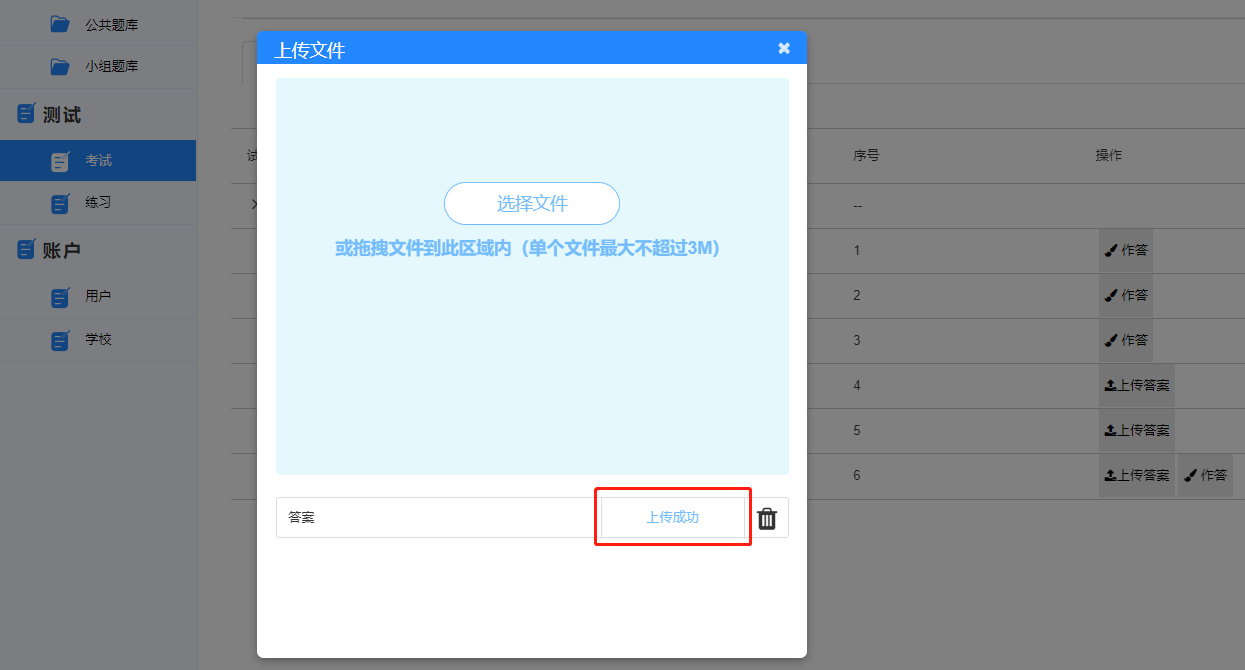 公共题库
小组题库
测试
考试
练习
账户
用户
学校
上传文件
选择文件
或拖拽文件到此区域内（单个文件最大不超过3M）
答案
上传成功
试
序号
操作
--
1
作答
2
作答
3
作答
4
上传答案
5
上传答案
6
上传答案
作答